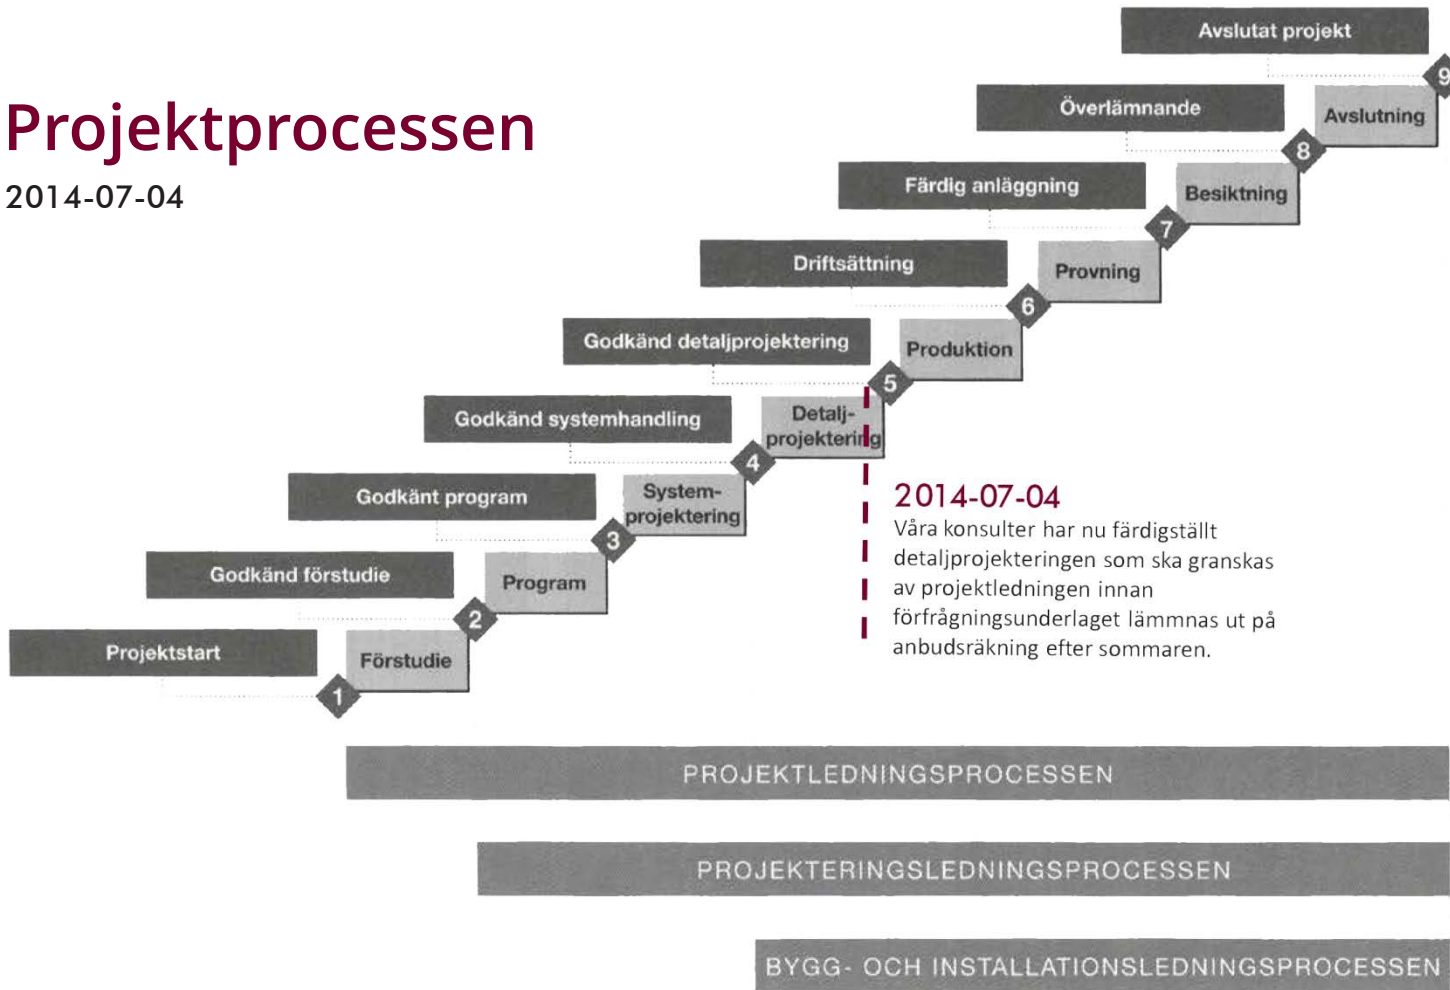 Projektprocessen
2014-07-04
Avslutat projekt
9
Överlämnande
Avslutning
8
Färdig anläggning
Besiktning
7
Driftsättning
Provning
6
Godkänd detaljprojektering
Produktion
5
Godkänd systemhandling
Detalj-
projektering
4
Godkänt program
System-
projektering
3
Godkänd förstudie
Program
2
Projektstart
Förstudie
1
2014-07-04
Våra konsulter har nu färdigställt
detaljprojekteringen som ska granskas
av projektledningen innan
förfrågningsunderlaget lämmnas ut på
anbudsräkning efter sommaren.
PROJEKTLEDNINGSPROCESSEN
PROJEKTERINGSLEDNINGSPROCESSEN
BYGG- OCH INSTALLATIONSLEDNINGSPROCESSEN